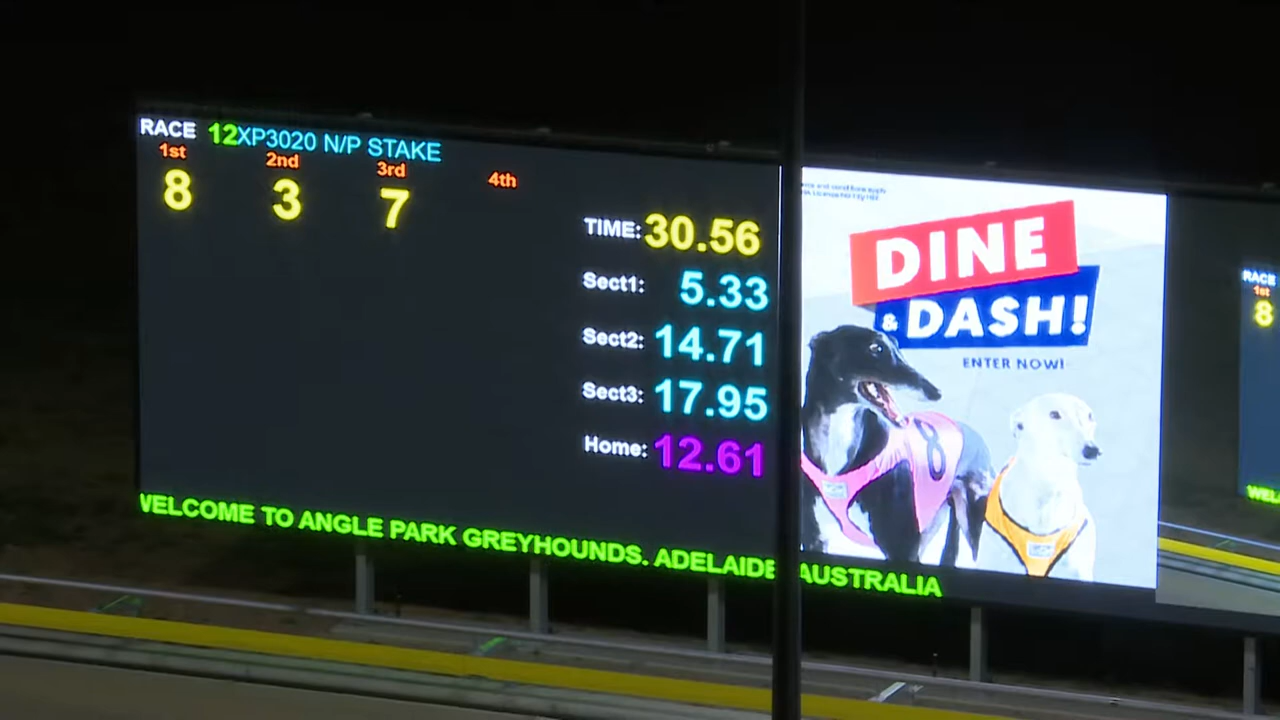 RACE 12XP3020 N/P STAKE
1st 2nd 3rd 4th
8 3 7
TIME: 30.56
Sect1: 5.33
Sect2: 14.71
Sect3: 17.95
Home: 12.61
WELCOME TO ANGLE PARK GREYHOUNDS. ADELAIDE AUSTRALIA
DINE
& DASH!
ENTER NOW!
8
RACE
1st
8
WEL